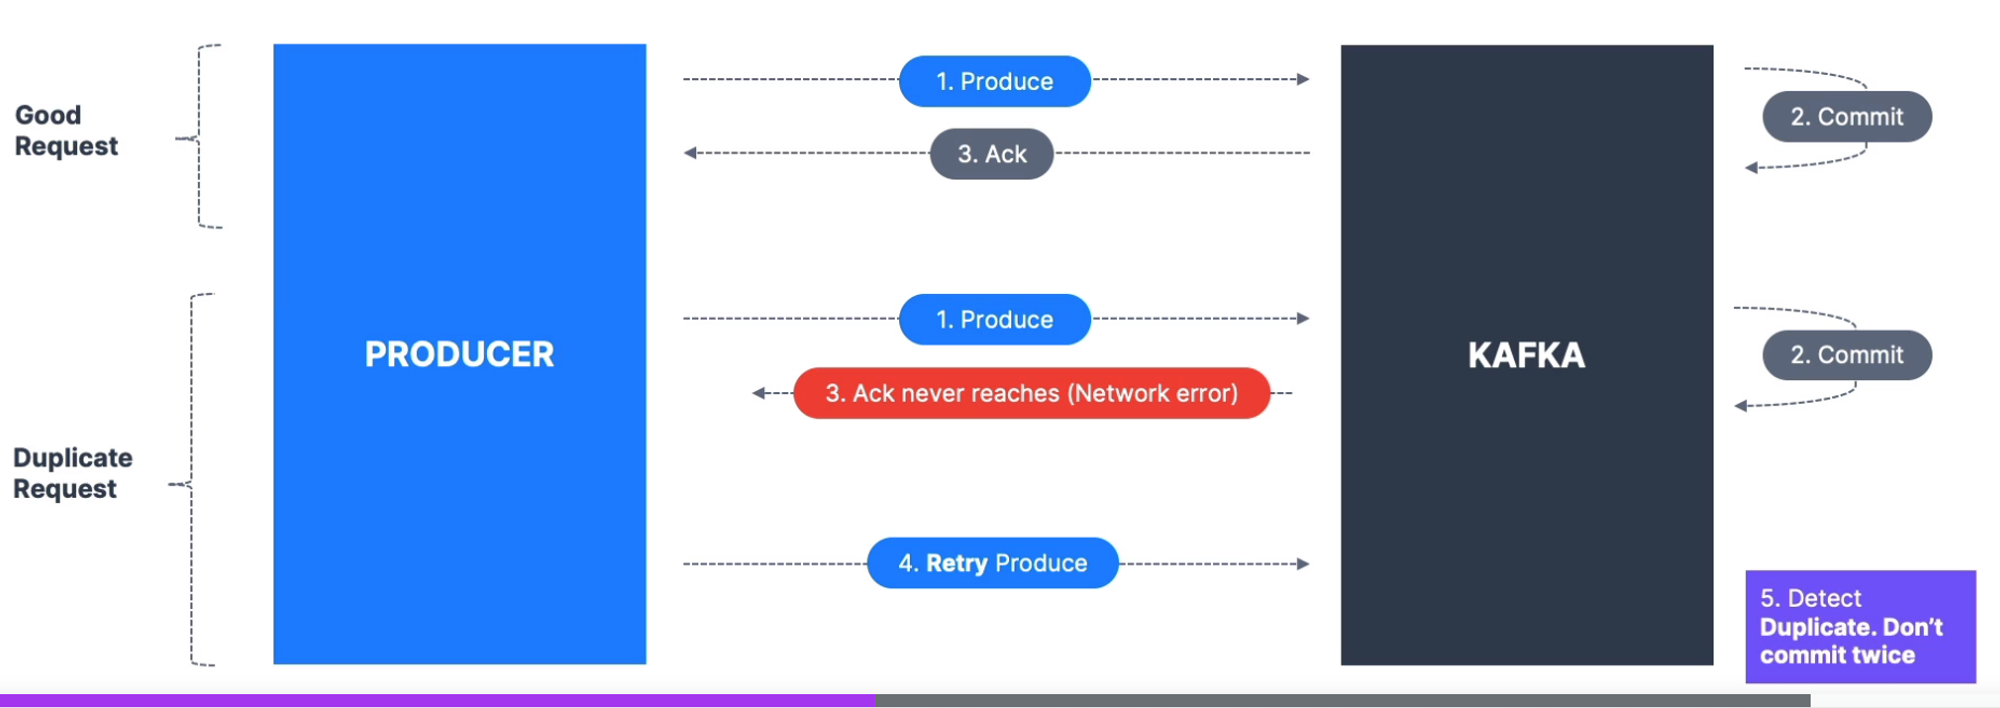 Good
Request
PRODUCER
1. Produce
3. Ack
KAFKA
2. Commit
Duplicate
Request
1. Produce
3. Ack never reaches (Network error)
2. Commit
4. Retry Produce
5. Detect
Duplicate. Don't
commit twice